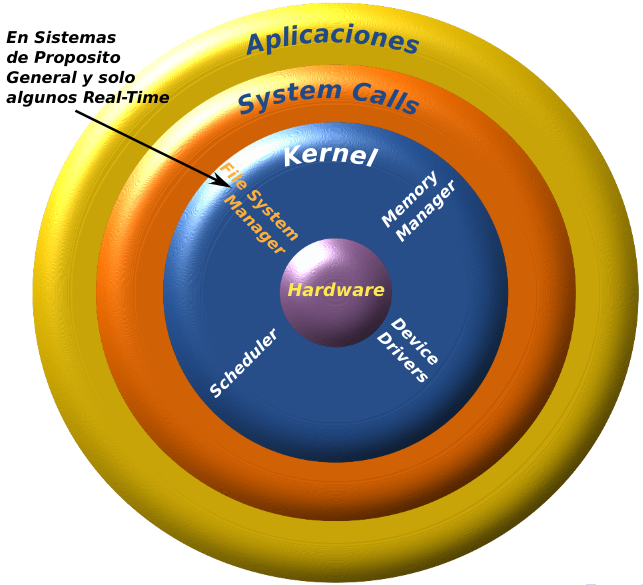 En Sistemas
de Proposito
General y solo
algunos Real-Time
Aplicaciones
System Calls
Kernel
File System
Manager
Memory
Manager
Hardware
Scheduler
Device
Drivers